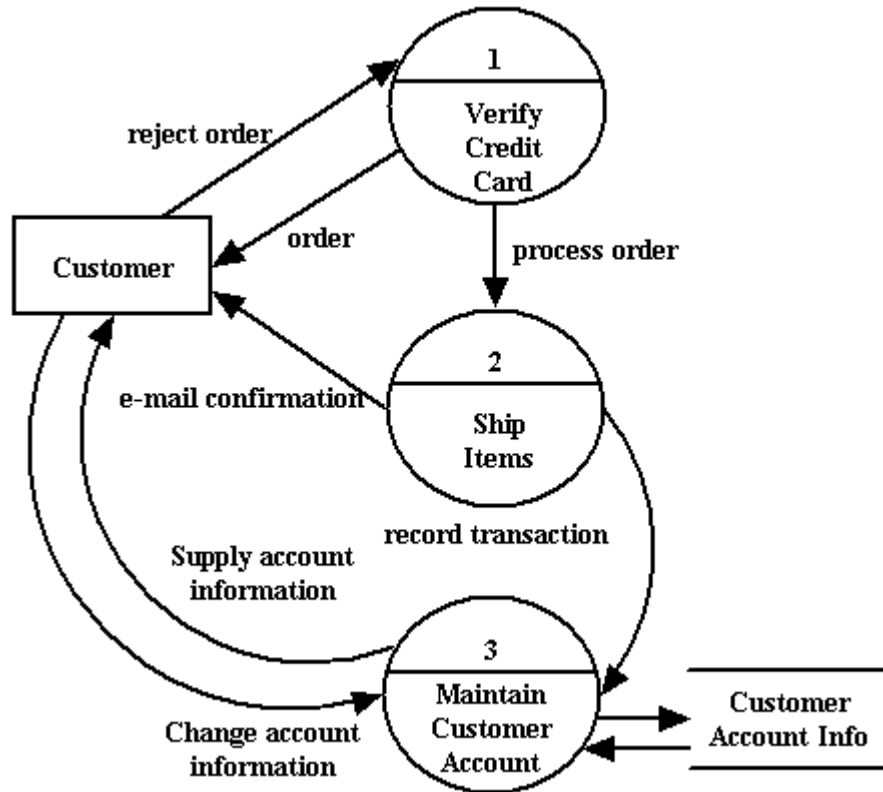 1
Verify
Credit
Card
reject order
order
Customer
process order
2
Ship
Items
e-mail confirmation
record transaction
Supply account
information
3
Maintain
Customer
Account
Customer
Account Info
Change account
information